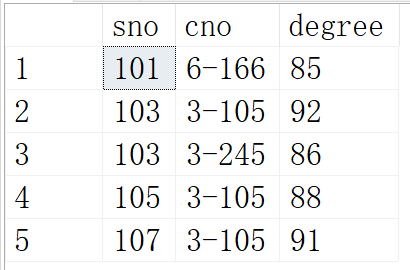 sno cno degree
1 101 6-166 85
2 103 3-105 92
3 103 3-245 86
4 105 3-105 88
5 107 3-105 91